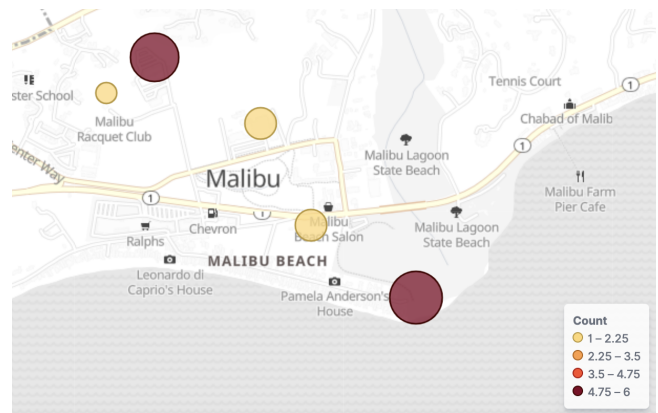 ster School
Malibu
Racquet Club
enter Way
Tennis Court
1
Chabad of Malib
1
Malibu Lagoon
State Beach
Malibu Farm
Pier Cafe
Malibu
1
1
Malibu
Beach Salon
Chevron
Ralphs
Malibu Lagoon
State Beach
MALIBU BEACH
Leonardo di
Caprio's House
Pamela Anderson's
House
Count
1 – 2.25
2.25 – 3.5
3.5 – 4.75
4.75 – 6